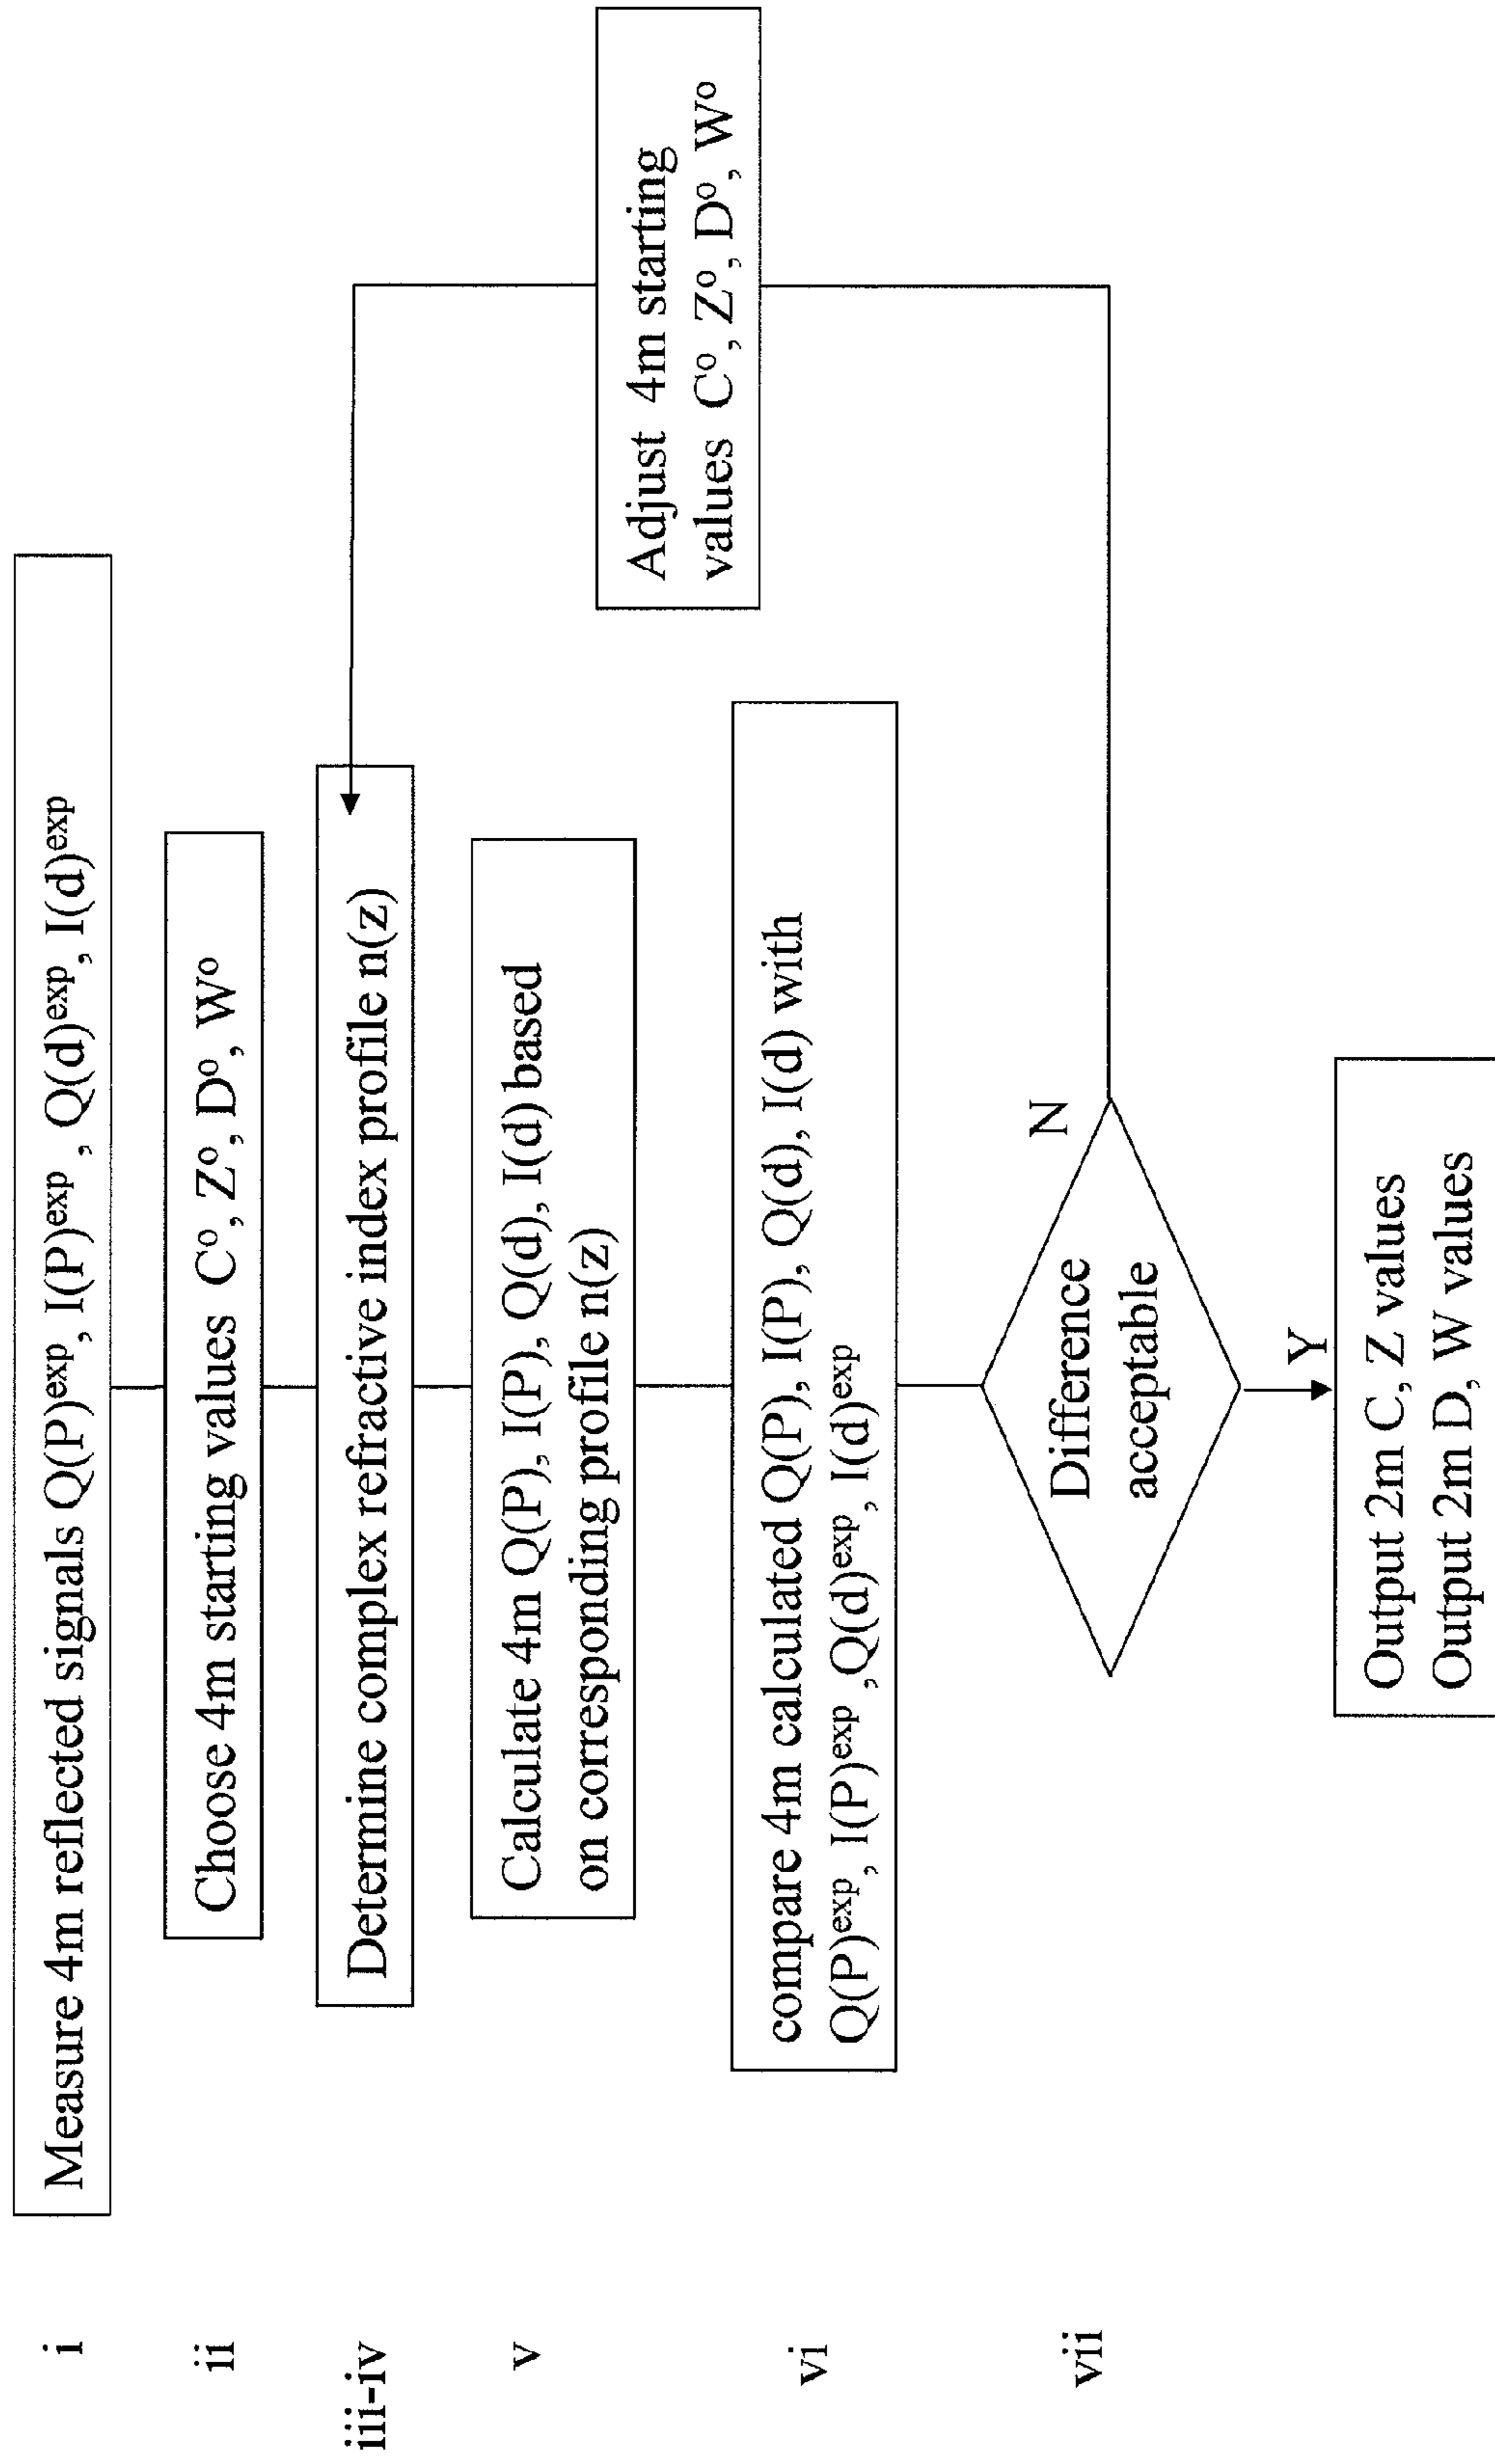 i
Measure 4m reflected signals Q(P)^exp, I(P)^exp , Q(d)^exp, I(d)^exp
ii
Choose 4m starting values C^o, Z^o, D^o, W^o
iii-iv
Determine complex refractive index profile n(z)
v
Calculate 4m Q(P), I(P), Q(d), I(d) based
on corresponding profile n(z)
vi
compare 4m calculated Q(P), I(P), Q(d), I(d) with
Q(P)^exp, I(P)^exp , Q(d)^exp, I(d)^exp
vii
Difference
acceptable
N
Adjust 4m starting
values C^o, Z^o, D^o, W^o
Y
Output 2m C, Z values
Output 2m D, W values